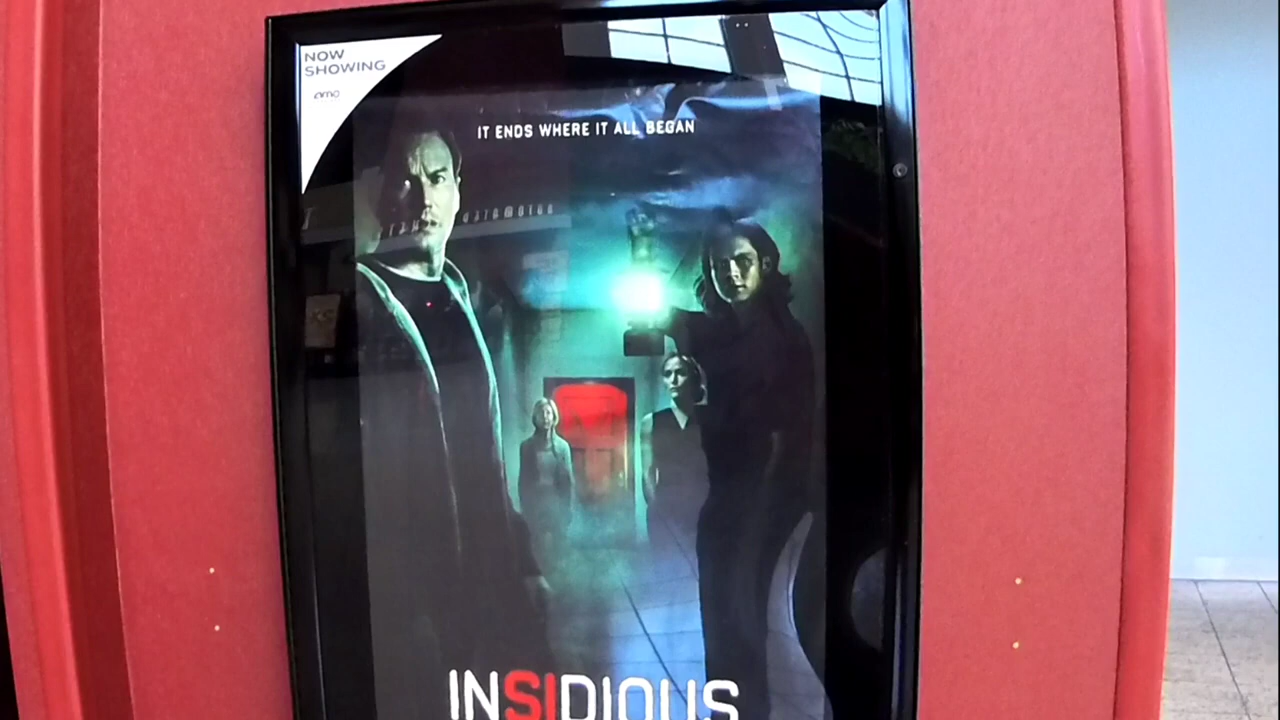 NOW
SHOWING
amc
IT ENDS WHERE IT ALL BEGAN
INSIDIOUS